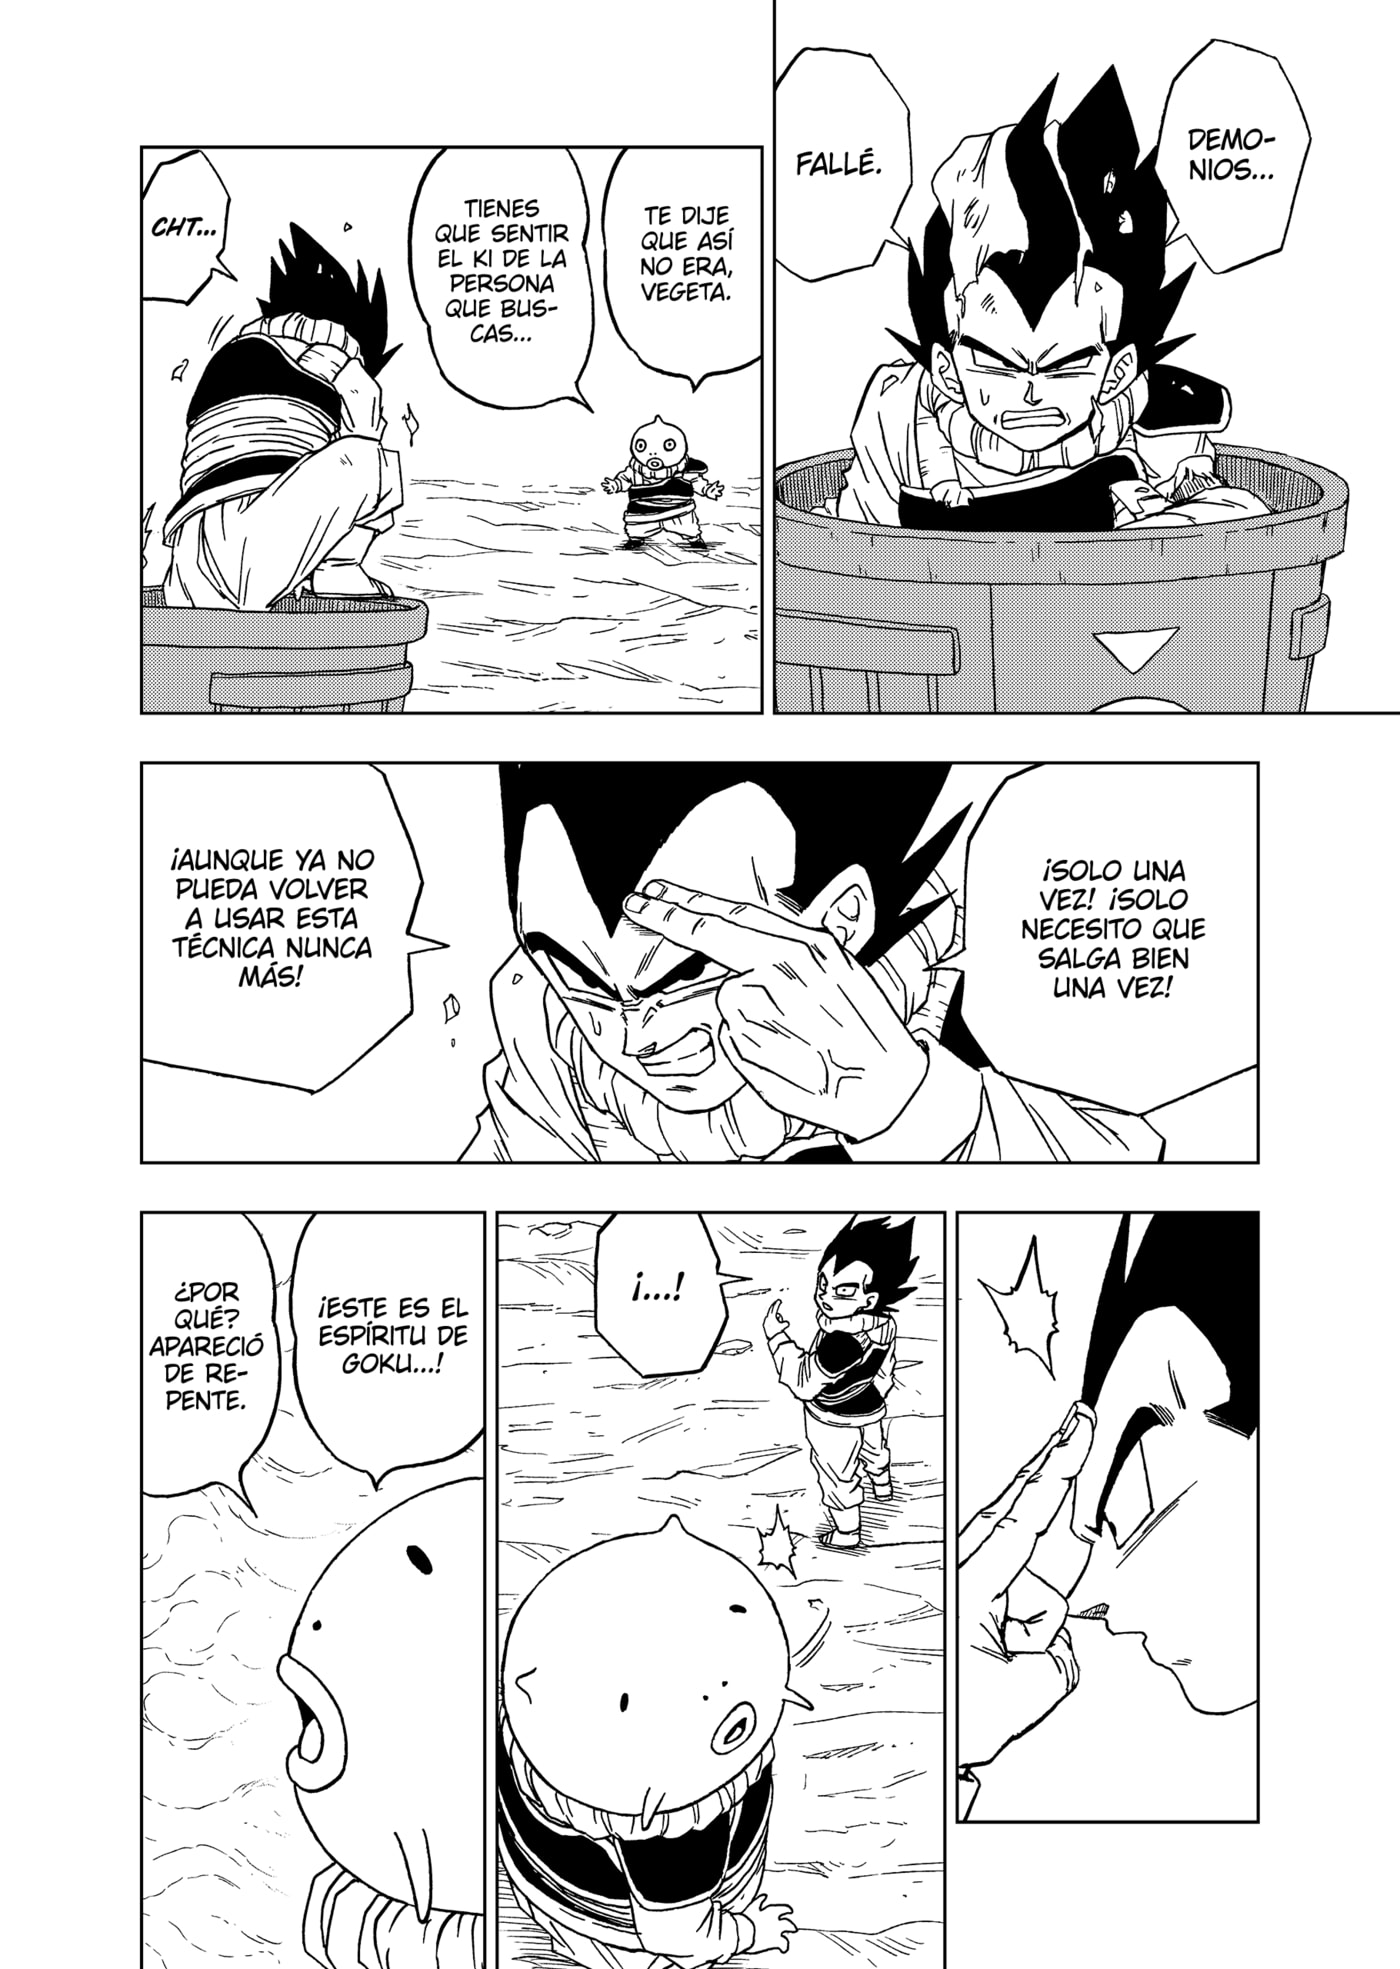 DEMO-
NIOS...
FALLÉ.
TE DIJE
QUE ASÍ
NO ERA,
VEGETA.
TIENES
QUE SENTIR
EL KI DE LA
PERSONA
QUE BUS-
CAS...
CHT...
¡SOLO UNA
VEZ! ¡SOLO
NECESITO QUE
SALGA BIEN
UNA VEZ!
¡AUNQUE YA NO
PUEDA VOLVER
A USAR ESTA
TÉCNICA NUNCA
MÁS!
¡...!
¡ESTE ES EL
ESPÍRITU DE
GOKU...!
¿POR
QUÉ?
APARECIÓ
DE RE-
PENTE.